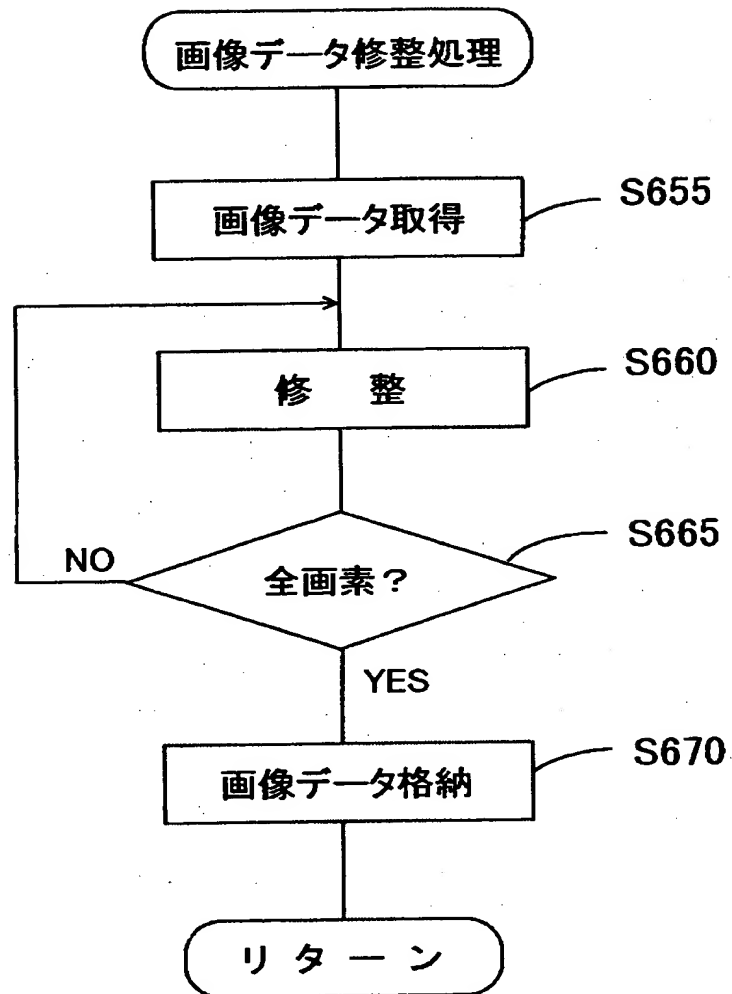 画像データ修整処理
画像データ取得
S655
修 整
S660
全画素？
S665
NO
YES
画像データ格納
S670
リターン